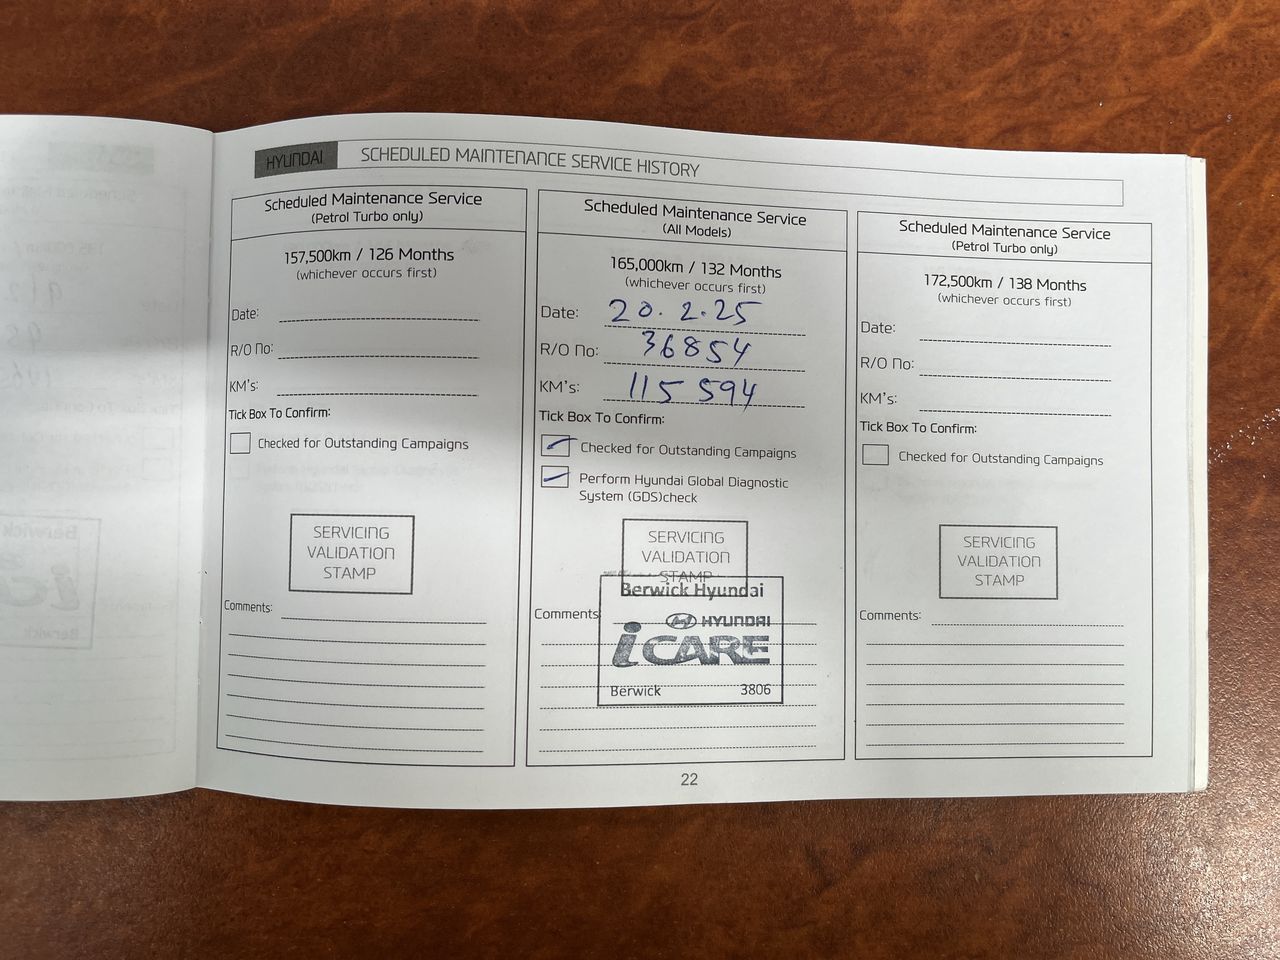 HYUNDAI SCHEDULED MAINTENANCE SERVICE HISTORY
Scheduled Maintenance Service
(Petrol Turbo only)
157,500km / 126 Months
(whichever occurs first)
Date:
R/O No:
KM's:
Tick Box To Confirm:
Checked for Outstanding Campaigns
SERVICING
VALIDATION
STAMP
Comments:
Scheduled Maintenance Service
(All Models)
165,000km / 132 Months
(whichever occurs first)
Date: 20.2.25
R/O No: 36854
KM's: 115 594
Tick Box To Confirm:
Checked for Outstanding Campaigns
Perform Hyundai Global Diagnostic
System (GDS)check
SERVICING
VALIDATION
STAMP
Berwick Hyundai
Comments:
HYUNDAI
iCARE
Berwick 3806
Scheduled Maintenance Service
(Petrol Turbo only)
172,500km / 138 Months
(whichever occurs first)
Date:
R/O No:
KM's:
Tick Box To Confirm:
Checked for Outstanding Campaigns
SERVICING
VALIDATION
STAMP
Comments:
22